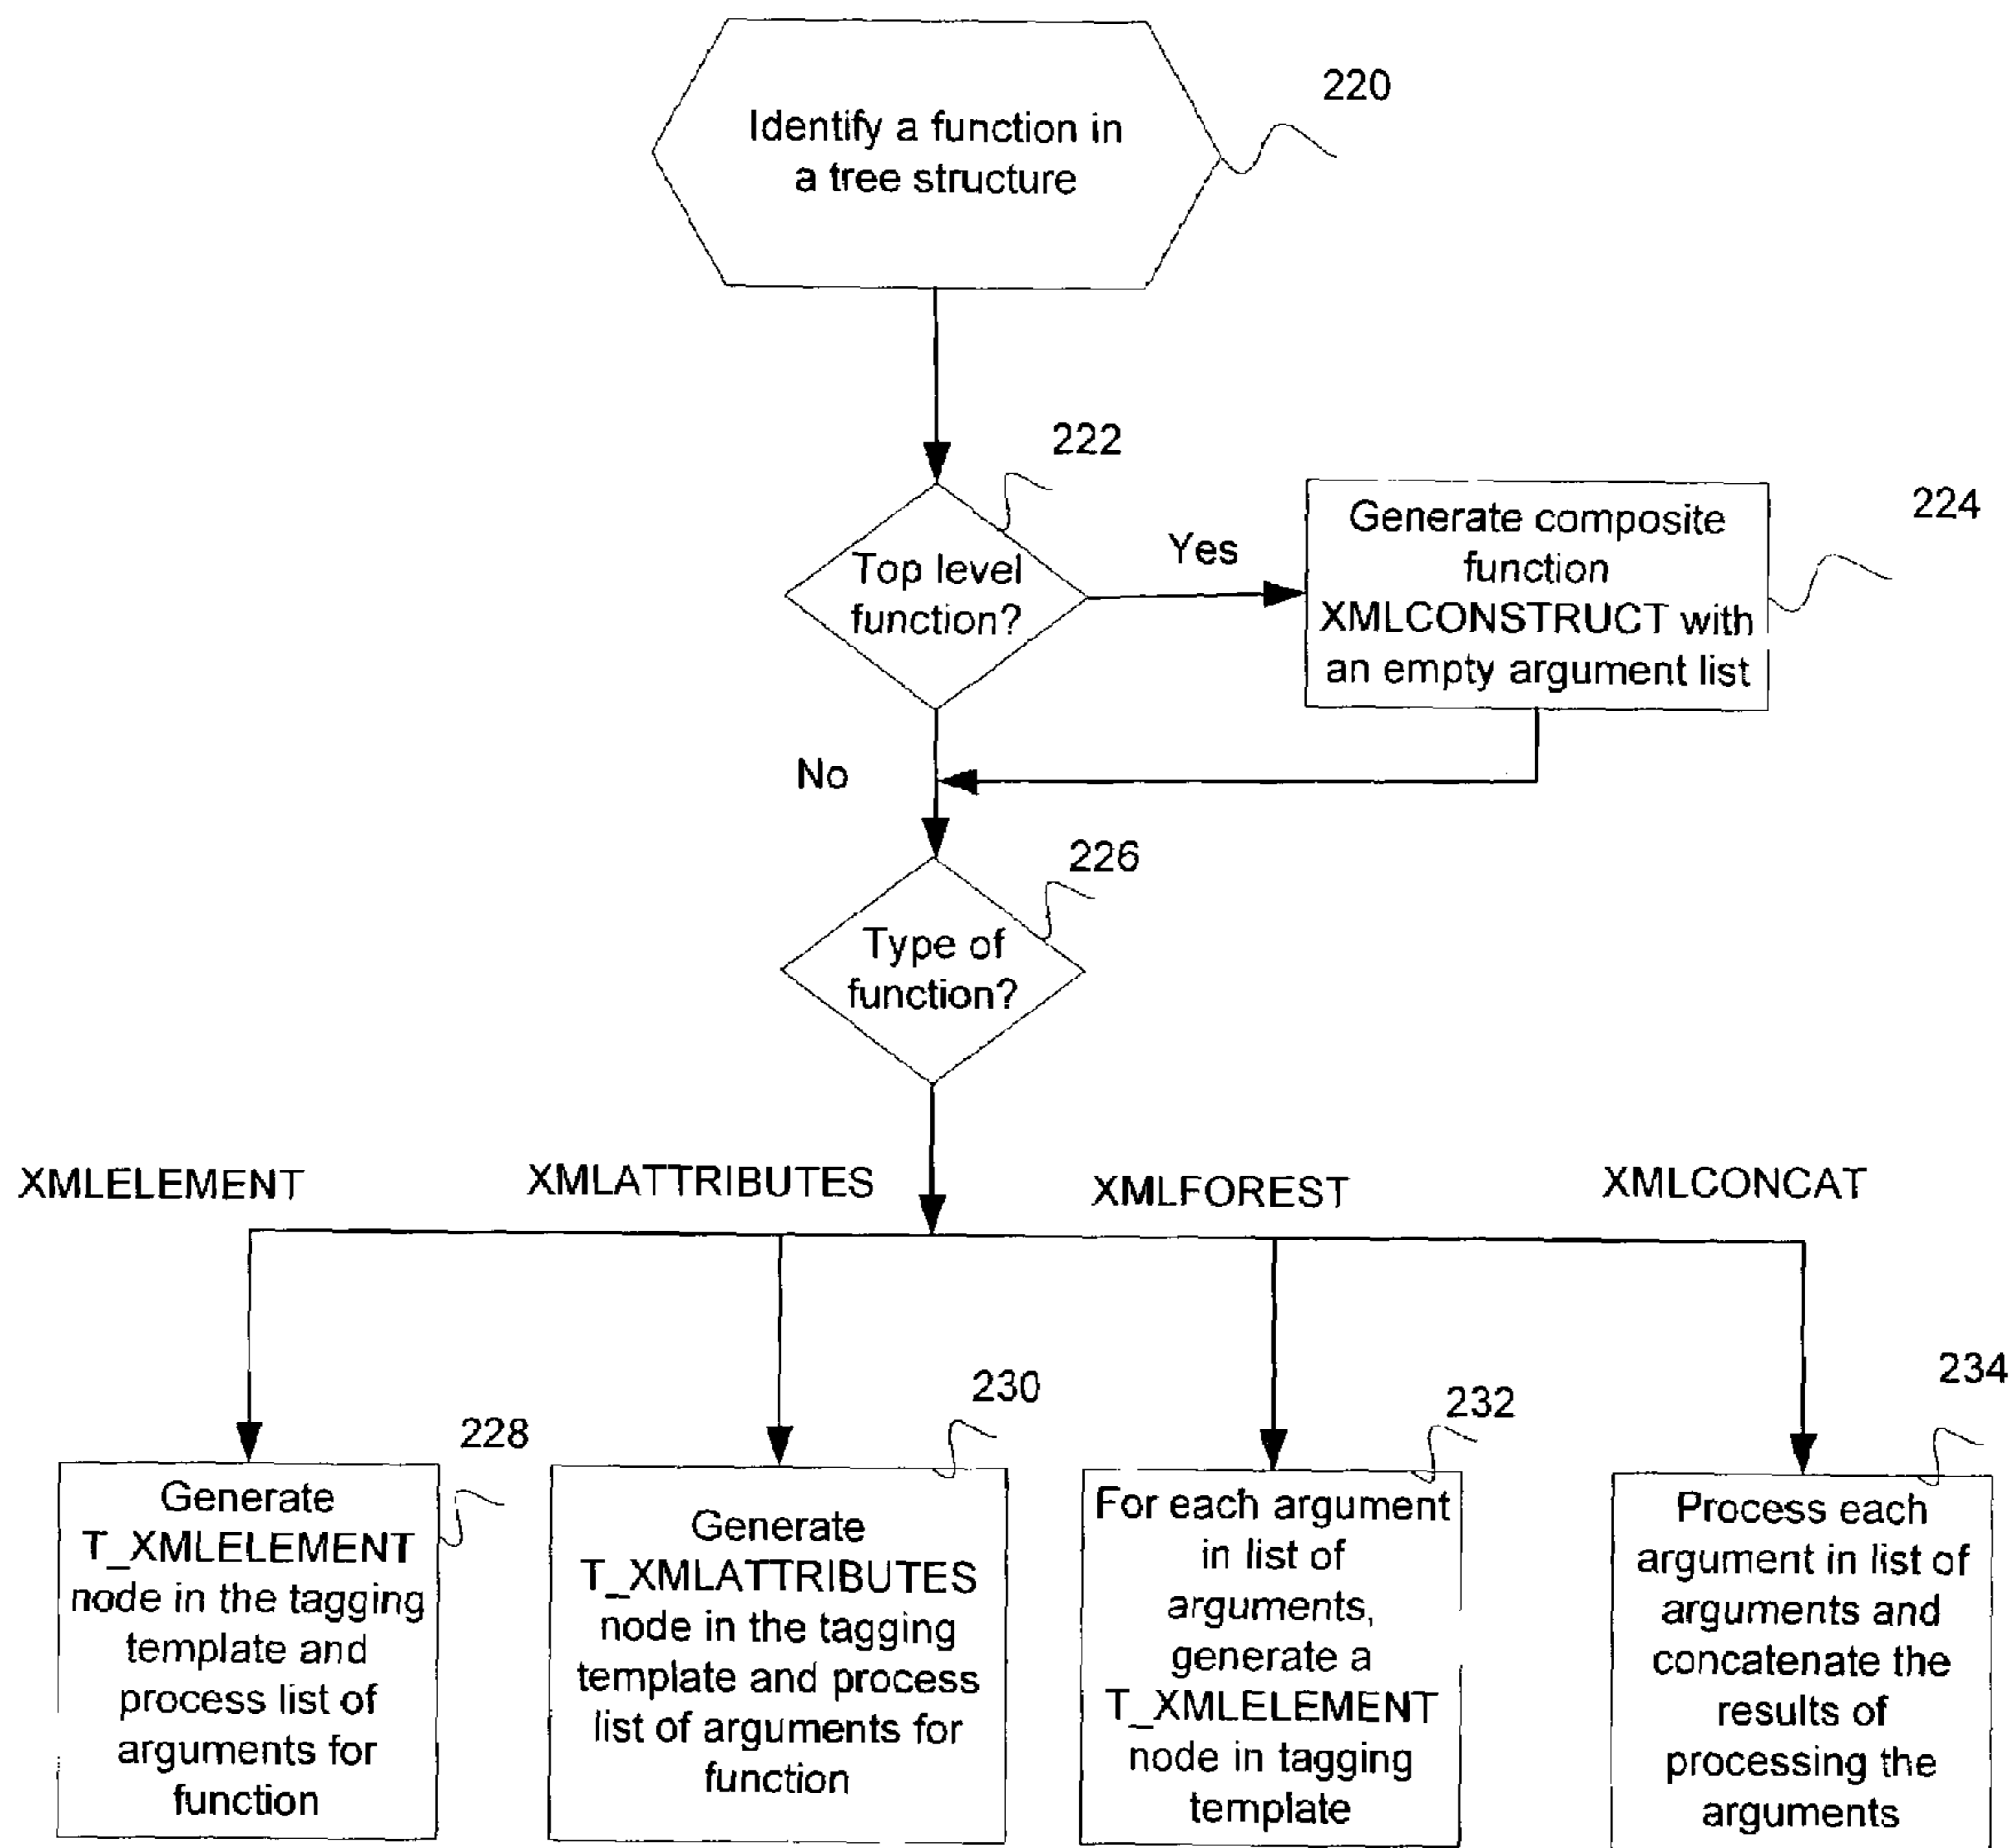 220
Identify a function in
a tree structure
222
Top level
function?
Yes
224
Generate composite
function
XMLCONSTRUCT with
an empty argument list
No
226
Type of
function?
XMLELEMENT
XMLATTRIBUTES
XMLFOREST
XMLCONCAT
228
Generate
T_XMLELEMENT
node in the tagging
template and
process list of
arguments for
function
230
Generate
T_XMLATTRIBUTES
node in the tagging
template and process
list of arguments for
function
232
For each argument
in list of
arguments,
generate a
T_XMLELEMENT
node in tagging
template
234
Process each
argument in list of
arguments and
concatenate the
results of
processing the
arguments